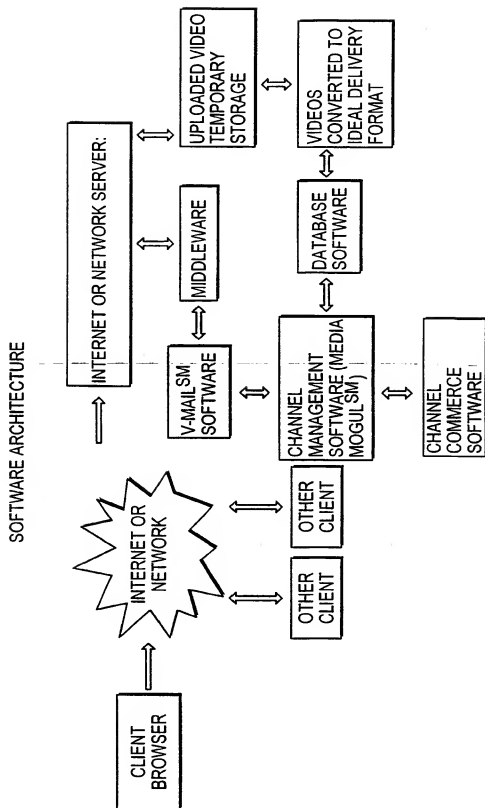 SOFTWARE ARCHITECTURE
CLIENT
BROWSER
INTERNET OR
NETWORK
OTHER
CLIENT
OTHER
CLIENT
INTERNET OR NETWORK SERVER:
V-MAIL SM
SOFTWARE
MIDDLEWARE
UPLOADED VIDEO
TEMPORARY
STORAGE
CHANNEL
MANAGEMENT
SOFTWARE (MEDIA
MOGUL SM)
DATABASE
SOFTWARE
VIDEOS
CONVERTED TO
IDEAL DELIVERY
FORMAT
CHANNEL
COMMERCE
SOFTWARE